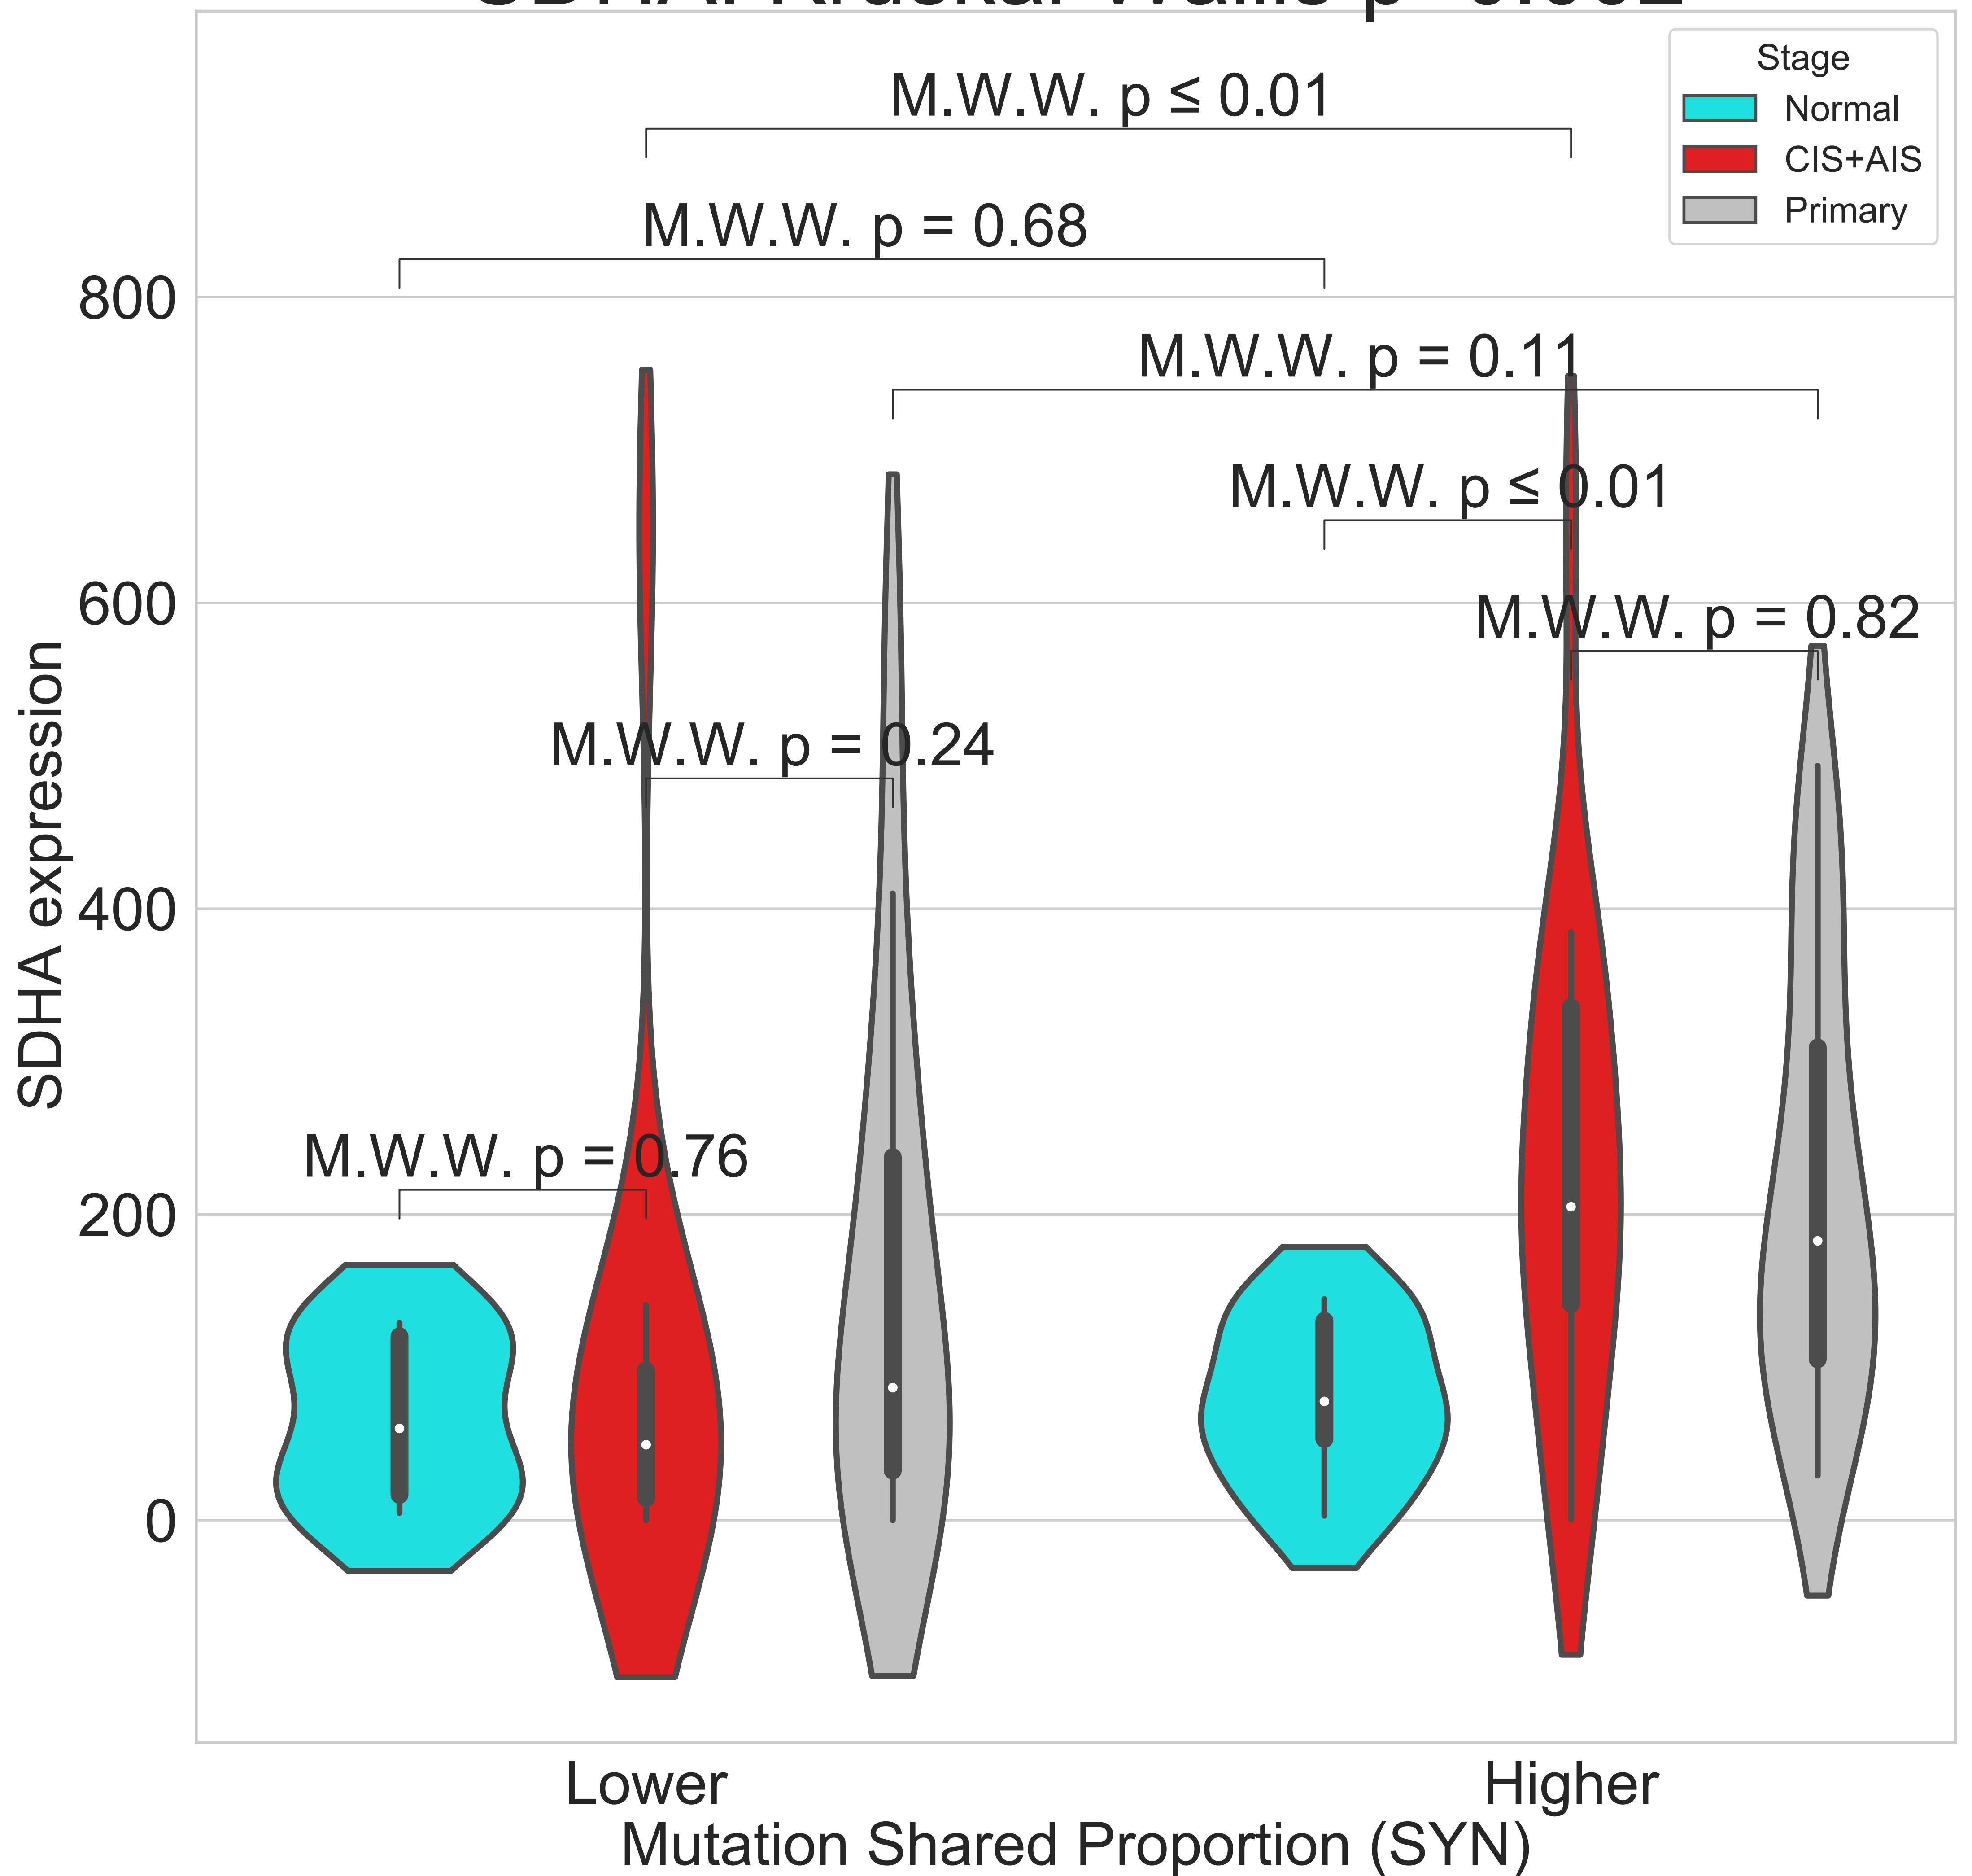 Stage
Normal
CIS+AIS
Primary
M.W.W. p ≤ 0.01
M.W.W. p = 0.68
M.W.W. p = 0.11
M.W.W. p ≤ 0.01
M.W.W. p = 0.82
M.W.W. p = 0.24
M.W.W. p = 0.76
SDHA expression
800
600
400
200
0
Lower
Higher
Mutation Shared Proportion (SYN)